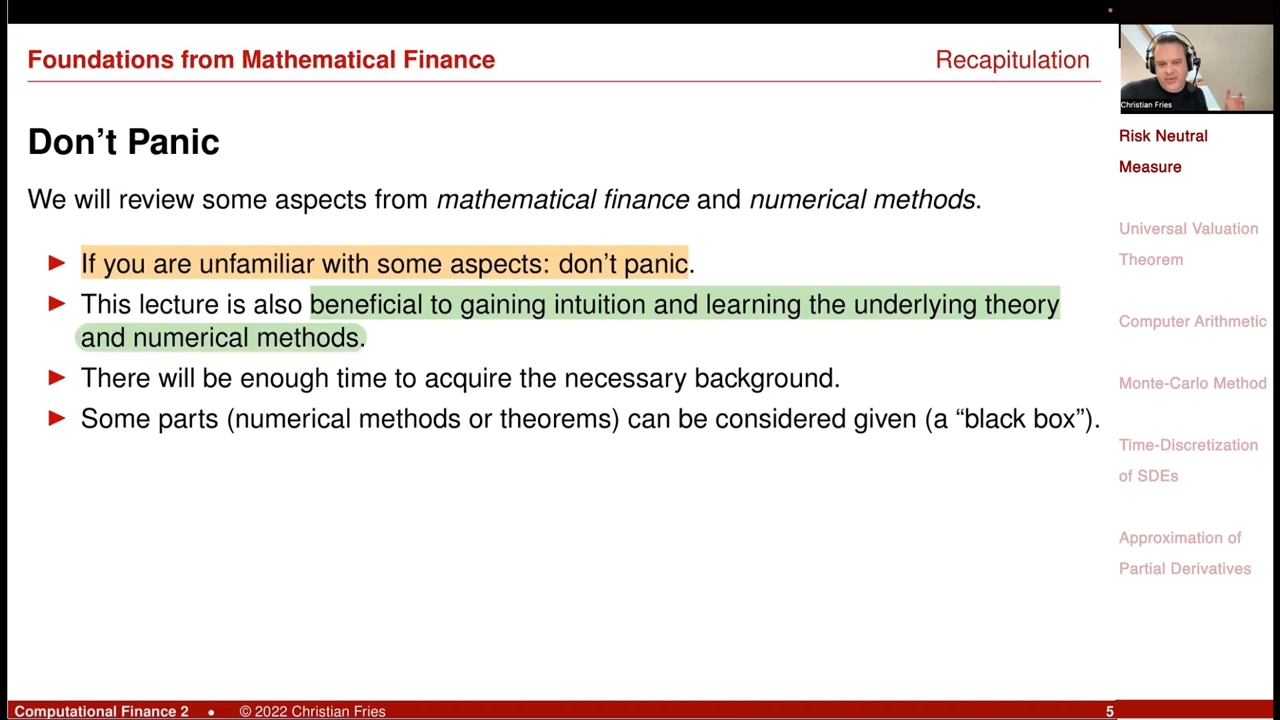 Foundations from Mathematical Finance
Recapitulation
Don’t Panic
We will review some aspects from mathematical finance and numerical methods.
► If you are unfamiliar with some aspects: don’t panic.
► This lecture is also beneficial to gaining intuition and learning the underlying theory
and numerical methods.
► There will be enough time to acquire the necessary background.
► Some parts (numerical methods or theorems) can be considered given (a “black box”).
Christian Fries
Risk Neutral
Measure
Universal Valuation
Theorem
Computer Arithmetic
Monte-Carlo Method
Time-Discretization
of SDEs
Approximation of
Partial Derivatives
Computational Finance 2 • © 2022 Christian Fries
5